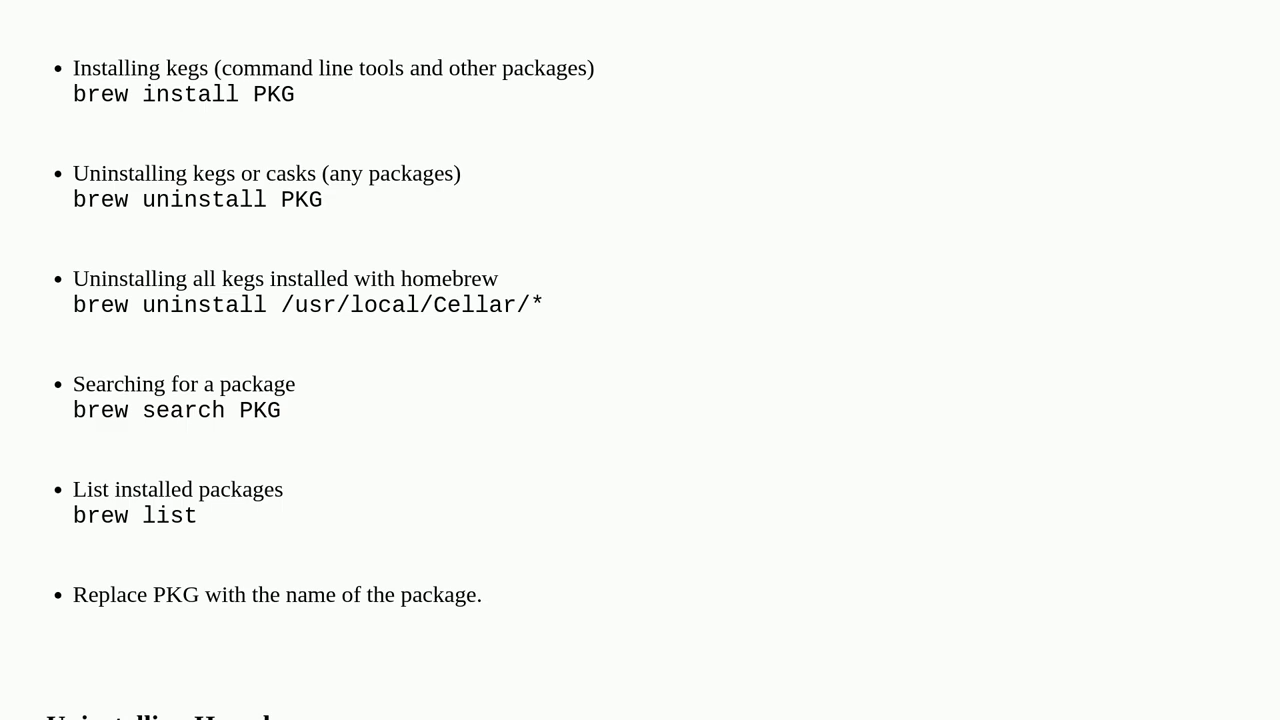 Installing kegs (command line tools and other packages)
brew install PKG
Uninstalling kegs or casks (any packages)
brew uninstall PKG
Uninstalling all kegs installed with homebrew
brew uninstall /usr/local/Cellar/*
Searching for a package
brew search PKG
List installed packages
brew list
Replace PKG with the name of the package.